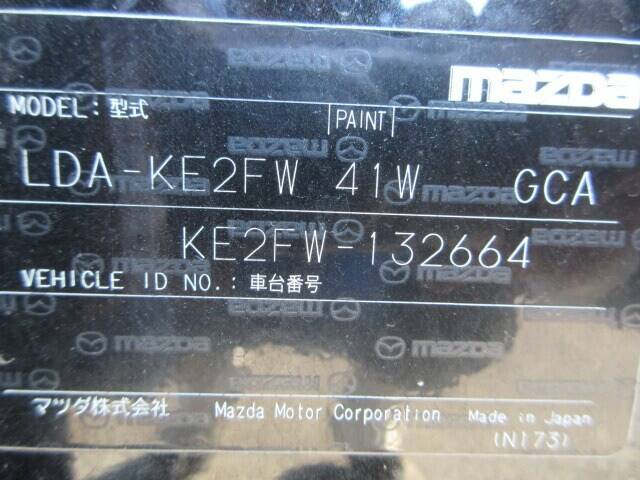 mazda
MODEL: 型式 PAINT
LDA-KE2FW 41W GCA
KE2FW-132664
VEHICLE ID NO.: 車台番号
マツダ株式会社 Mazda Motor Corporation Made in Japan
(N173)